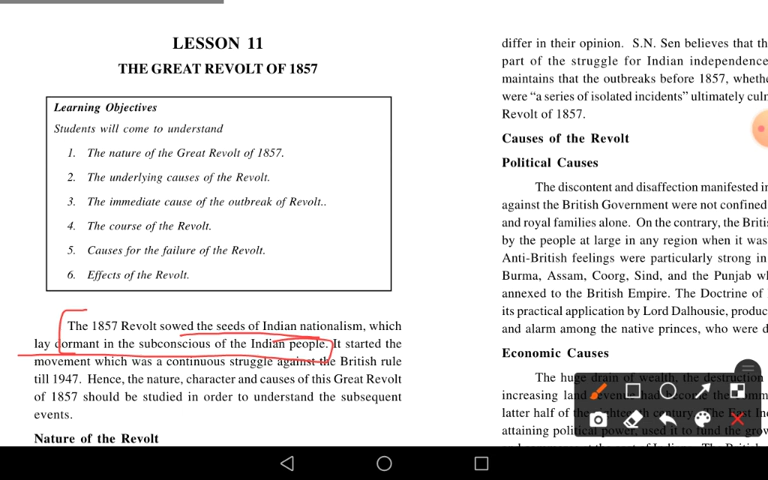 LESSON 11
THE GREAT REVOLT OF 1857
Learning Objectives
Students will come to understand
1. The nature of the Great Revolt of 1857.
2. The underlying causes of the Revolt.
3. The immediate cause of the outbreak of Revolt..
4. The course of the Revolt.
5. Causes for the failure of the Revolt.
6. Effects of the Revolt.
The 1857 Revolt sowed the seeds of Indian nationalism, which
lay dormant in the subconscious of the Indian people. It started the
movement which was a continuous struggle against the British rule
till 1947. Hence, the nature, character and causes of this Great Revolt
of 1857 should be studied in order to understand the subsequent
events.
Nature of the Revolt
differ in their opinion. S.N. Sen believes that
part of the struggle for Indian independence
maintains that the outbreaks before 1857,
were “a series of isolated incidents” ultimately
Revolt of 1857.
Causes of the Revolt
Political Causes
The discontent and disaffection manifested
against the British Government were not confined
and royal families alone. On the contrary, the
by the people at large in any region when it was
Anti-British feelings were particularly strong in
Burma, Assam, Coorg, Sind, and the Punjab
annexed to the British Empire. The Doctrine of
its practical application by Lord Dalhousie,
and alarm among the native princes, who were
Economic Causes
The huge drain of wealth, the destruction
increasing land revenue had become the
latter half of the eighteenth century. The East
attaining political power, used it to fund the